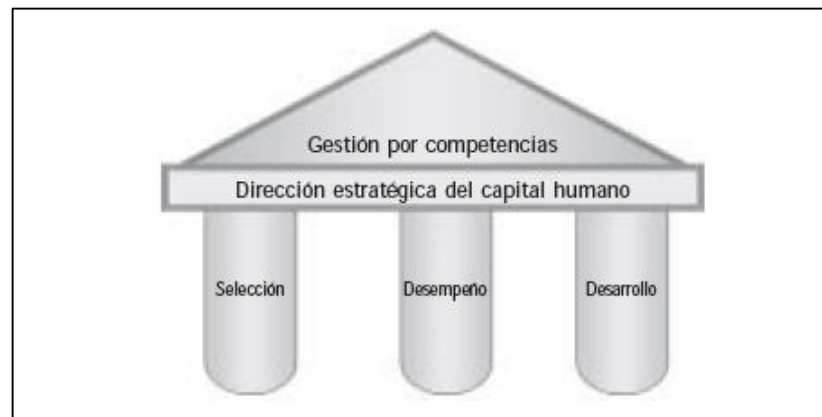 Gestión por competencias
Dirección estratégica del capital humano
Selección
Desempeño
Desarrollo